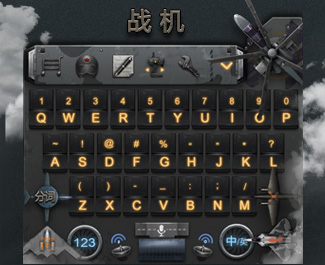 战机
1 2 3 4 5 6 7 8 9 0
Q W E R T Y U I O P
~ ! @ # % " " * ?
A S D F G H J K L
分词 ( ) - _ : ; /
Z X C V B N M
123 中/英